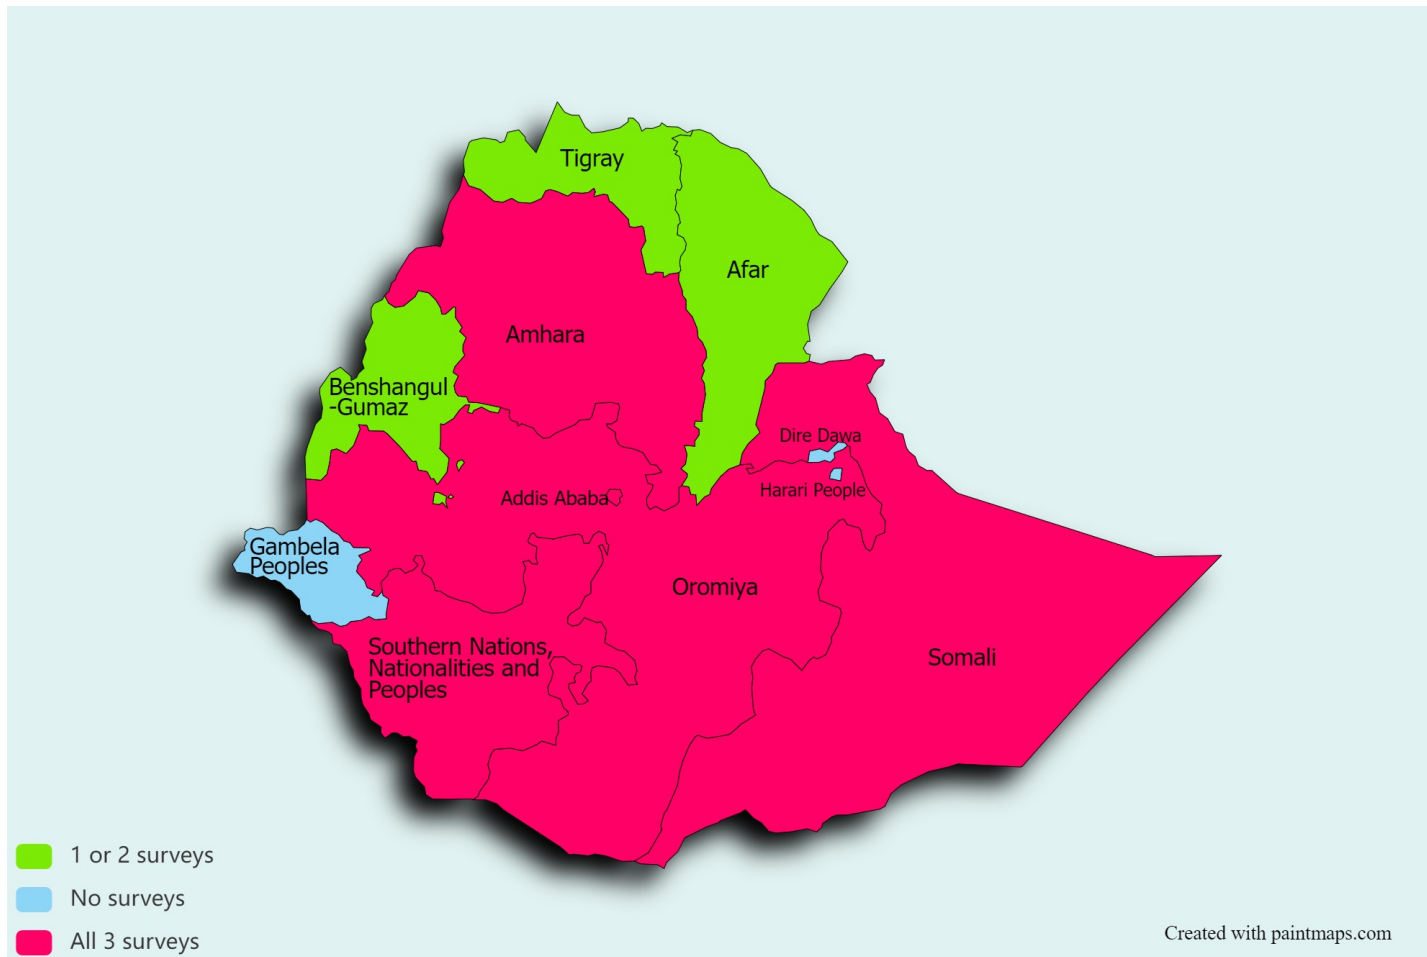 Tigray
Afar
Amhara
Benshangul
-Gumaz
Dire Dawa
Harari People
Addis Ababa
Gambela
Peoples
Oromiya
Southern Nations,
Nationalities and
Peoples
Somali
1 or 2 surveys
No surveys
All 3 surveys
Created with paintmaps.com